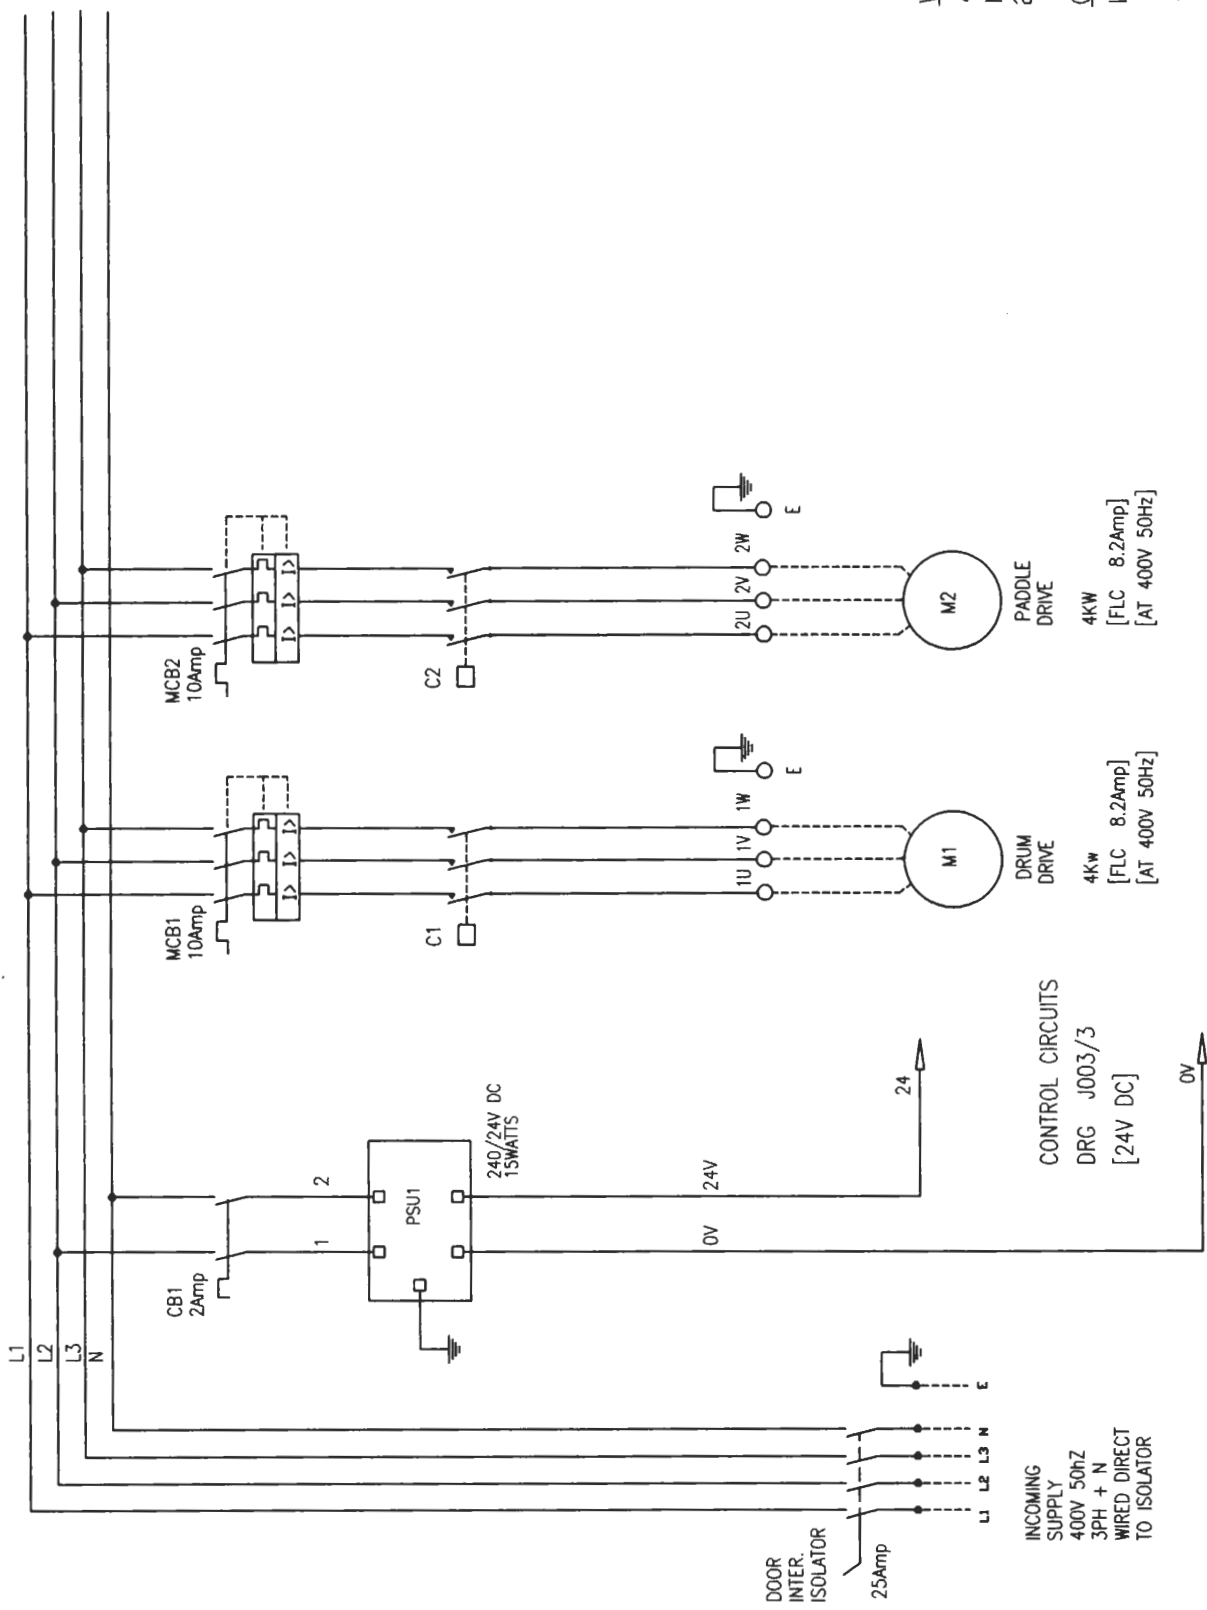 L1
L2
L3
N
CB1
2Amp
1
2
PSU1
240/24V DC
15WATTS
0V
24V
24
0V
CONTROL CIRCUITS
DRG J003/3
[24V DC]
DOOR
INTER.
ISOLATOR
25Amp
L1
L2
L3
N
E
INCOMING
SUPPLY
400V 50hZ
3PH + N
WIRED DIRECT
TO ISOLATOR
MCB1
10Amp
I>
I>
I>
C1
1U
1V
1W
E
M1
DRUM
DRIVE
4Kw
[FLC 8.2Amp]
[AT 400V 50Hz]
MCB2
10Amp
I>
I>
I>
C2
2U
2V
2W
E
M2
PADDLE
DRIVE
4KW
[FLC 8.2Amp]
[AT 400V 50Hz]